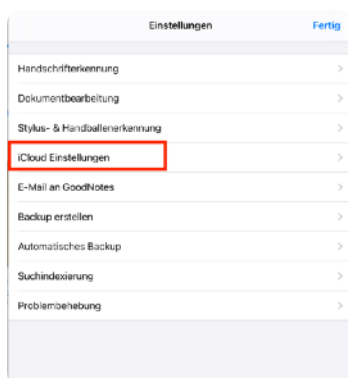 Einstellungen Fertig
Handschrifterkennung
Dokumentbearbeitung
Stylus- & Handballenerkennung
iCloud Einstellungen
E-Mail an GoodNotes
Backup erstellen
Automatisches Backup
Suchindexierung
Problembehebung